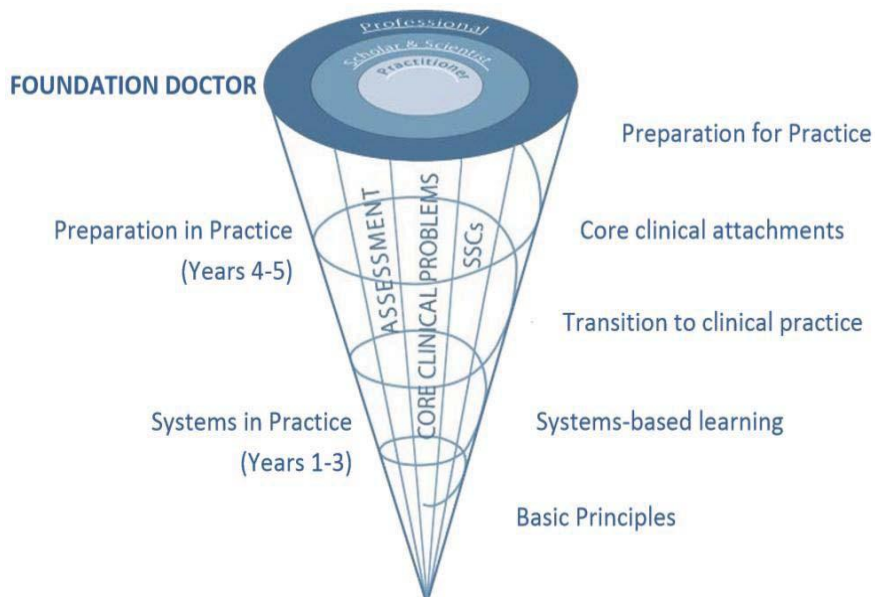 Professional
Scholar & Scientist
Practitioner
FOUNDATION DOCTOR
Preparation for Practice
Preparation in Practice
(Years 4-5)
Core clinical attachments
ASSESSMENT
CORE CLINICAL PROBLEMS
SSCs
Transition to clinical practice
Systems in Practice
(Years 1-3)
Systems-based learning
Basic Principles